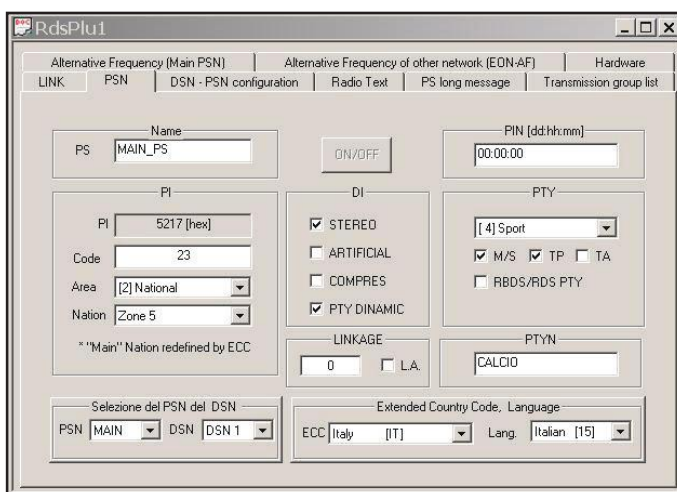 RdsPlu1
Alternative Frequency (Main PSN)
Alternative Frequency of other network (EON-AF)
Hardware
LINK
PSN
DSN - PSN configuration
Radio Text
PS long message
Transmission group list
Name
PS
MAIN_PS
ON/OFF
PIN [dd:hh:mm]
00:00:00
PI
PI
5217 [hex]
Code
23
Area
[2] National
Nation
Zone 5
* "Main" Nation redefined by ECC
DI
STEREO
ARTIFICIAL
COMPRES
PTY DINAMIC
PTY
[ 4] Sport
M/S TP TA
RBDS/RDS PTY
LINKAGE
0
L.A.
PTYN
CALCIO
Selezione del PSN del DSN
PSN MAIN DSN DSN 1
Extended Country Code, Language
ECC Italy [IT] Lang. Italian [15]